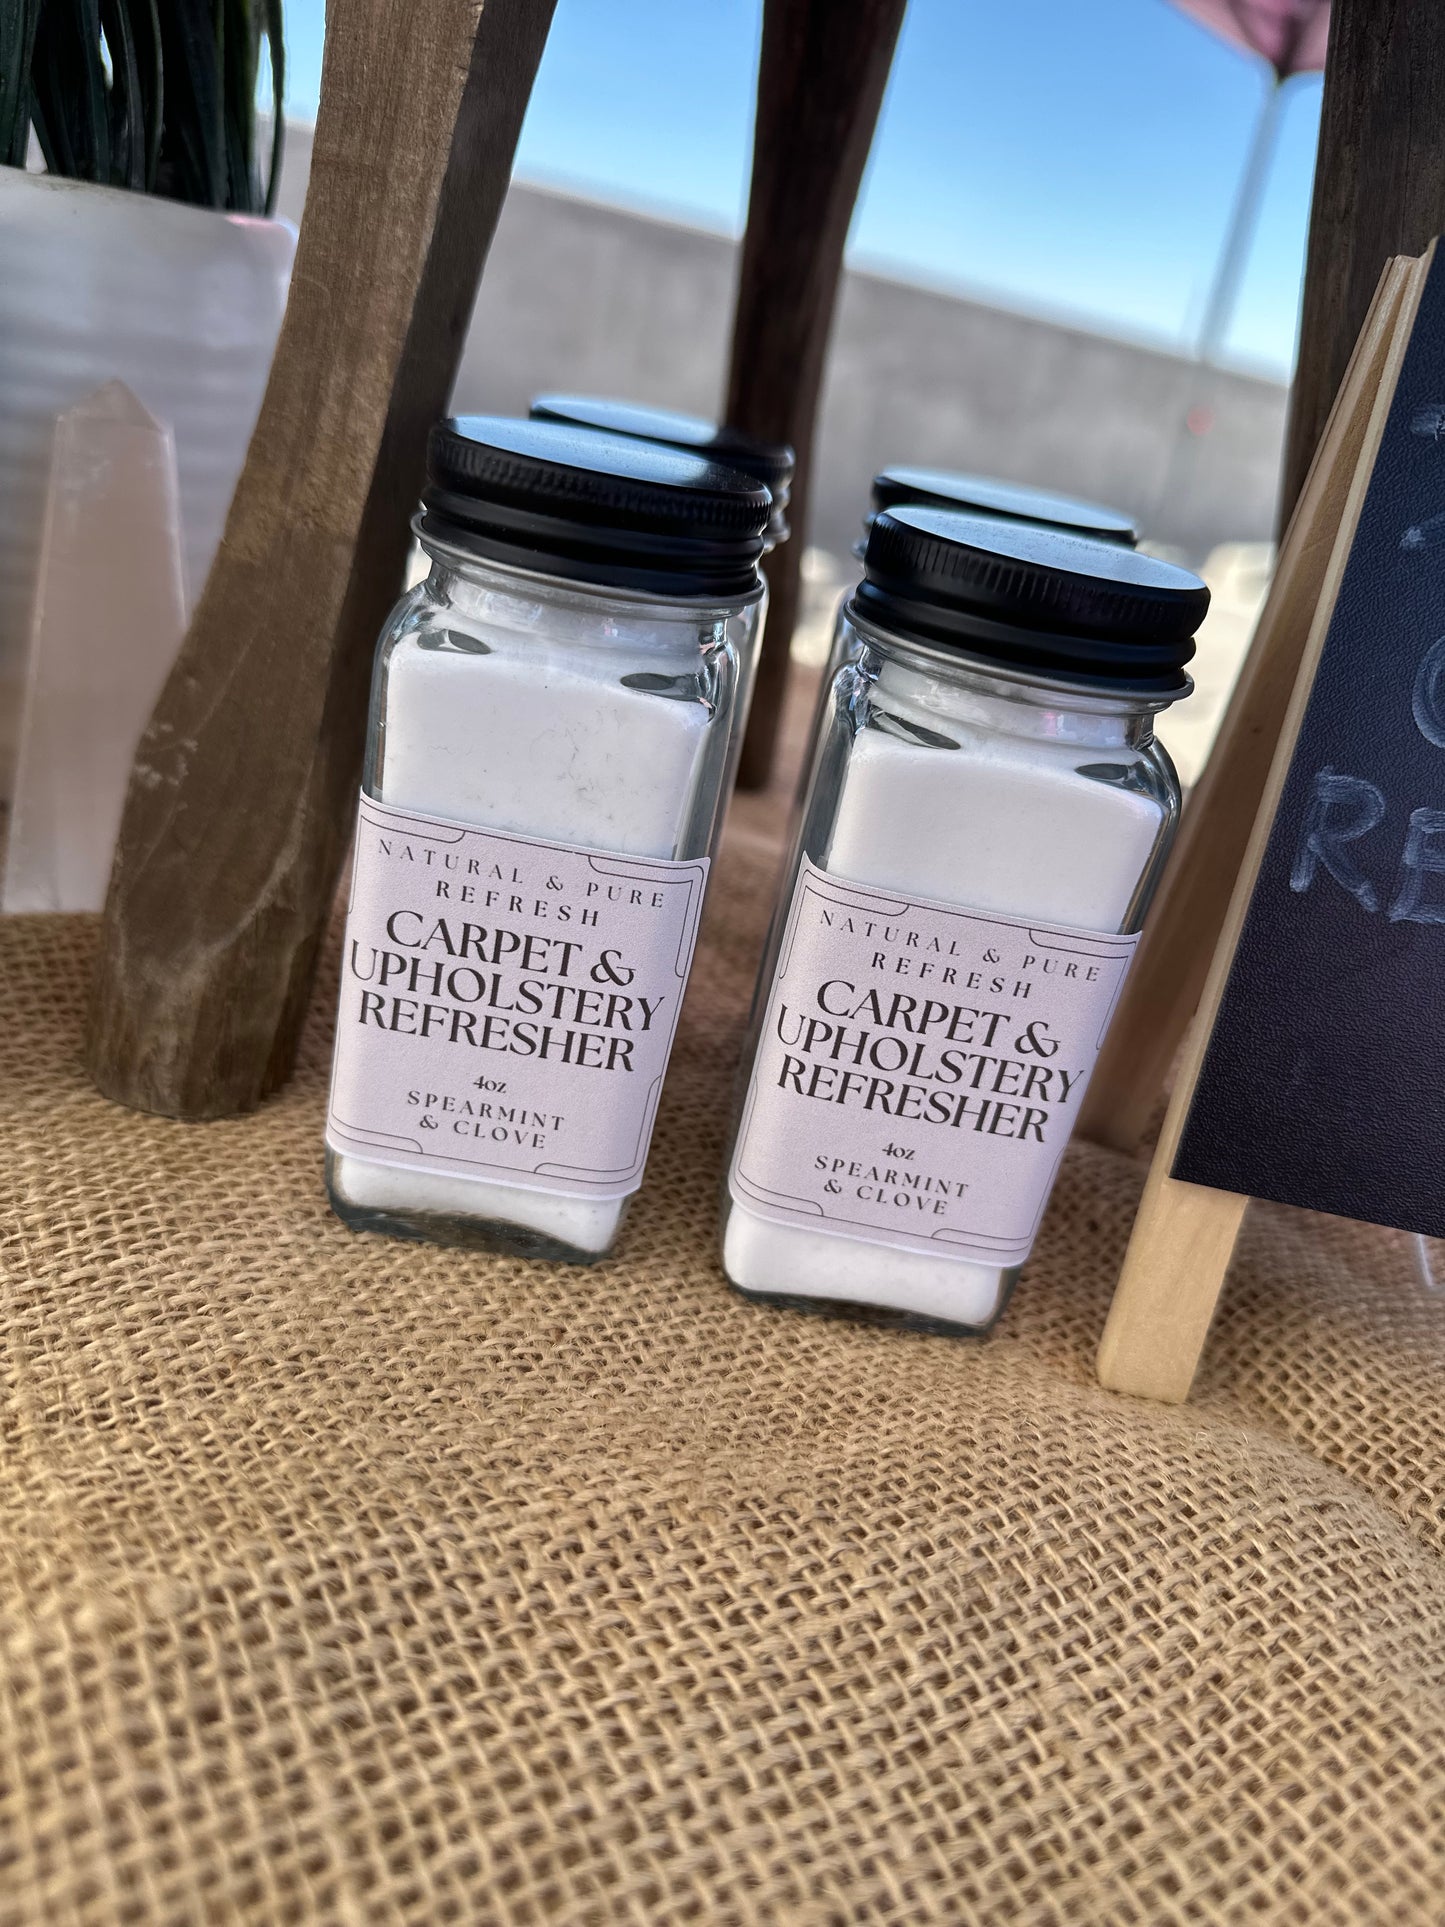 NATURAL & PURE
REFRESH
CARPET &
UPHOLSTERY
REFRESHER
4oz
SPEARMINT
& CLOVE
NATURAL & PURE
REFRESH
CARPET &
UPHOLSTERY
REFRESHER
4oz
SPEARMINT
& CLOVE